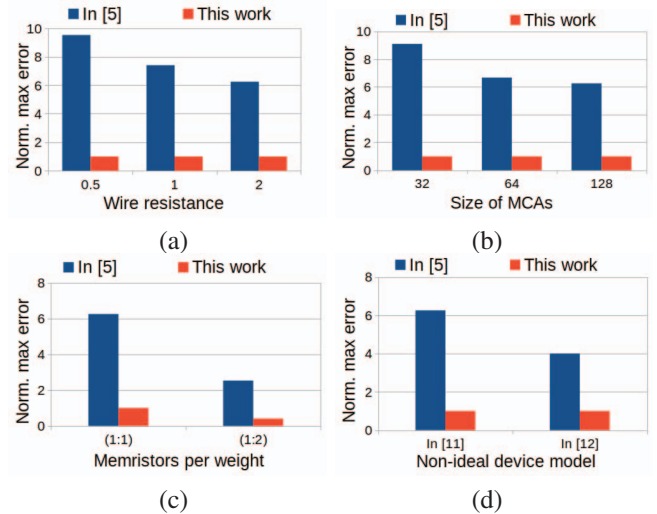 In [5] This work
10
8
6
4
2
0
Norm. max error
0.5 1 2
Wire resistance
(a)
In [5] This work
10
8
6
4
2
0
Norm. max error
32 64 128
Size of MCAs
(b)
In [5] This work
8
6
4
2
0
Norm. max error
(1:1) (1:2)
Memristors per weight
(c)
In [5] This work
8
6
4
2
0
Norm. max error
In [11] In [12]
Non-ideal device model
(d)